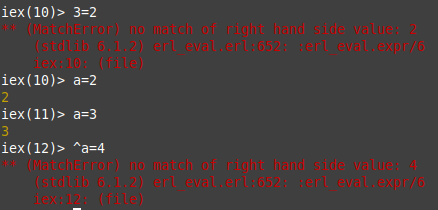 iex(10)> 3=2
** (MatchError) no match of right hand side value: 2
(stdlib 6.1.2) erl_eval.erl:652: :erl_eval.expr/6
iex:10: (file)
iex(10)> a=2
2
iex(11)> a=3
3
iex(12)> ^a=4
** (MatchError) no match of right hand side value: 4
(stdlib 6.1.2) erl_eval.erl:652: :erl_eval.expr/6
iex:12: (file)